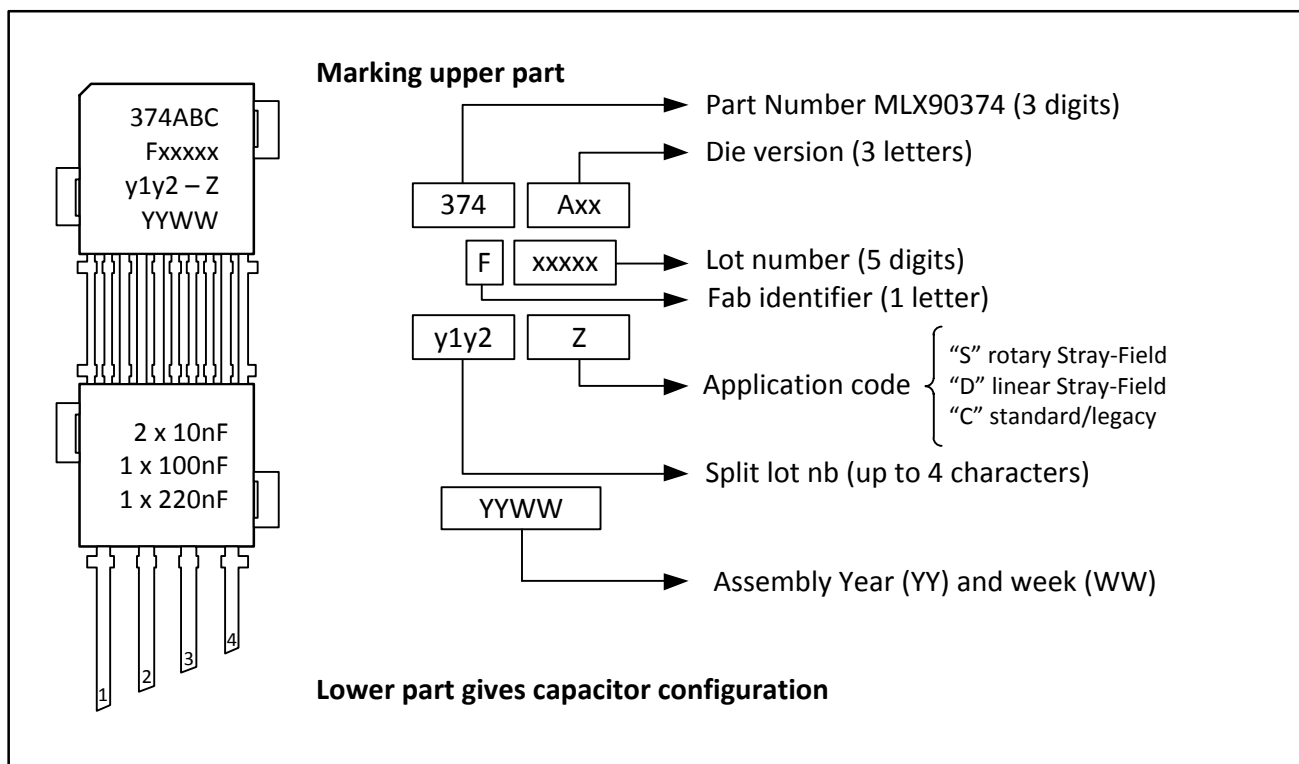 Marking upper part
374ABC
Fxxxxx
y1y2 – Z
YYWW
2 x 10nF
1 x 100nF
1 x 220nF
1
2
3
4
Part Number MLX90374 (3 digits)
Die version (3 letters)
374 Axx
F xxxxx
Lot number (5 digits)
Fab identifier (1 letter)
y1y2 Z
Application code
“S” rotary Stray-Field
“D” linear Stray-Field
“C” standard/legacy
Split lot nb (up to 4 characters)
YYWW
Assembly Year (YY) and week (WW)
Lower part gives capacitor configuration